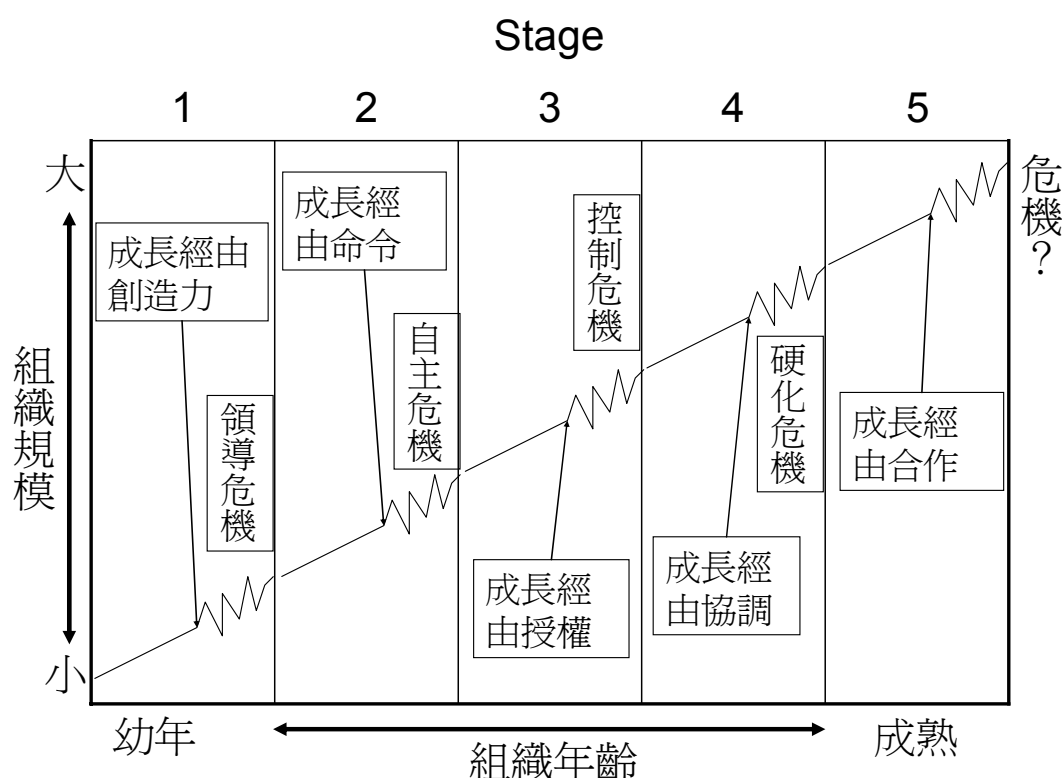 Stage
1 2 3 4 5
大
成長經由
創造力
領導危機
成長經
由命令
自主危機
控制危機
成長經
由授權
硬化危機
成長經
由協調
成長經
由合作
危機？
組織規模
小
幼年
組織年齡
成熟